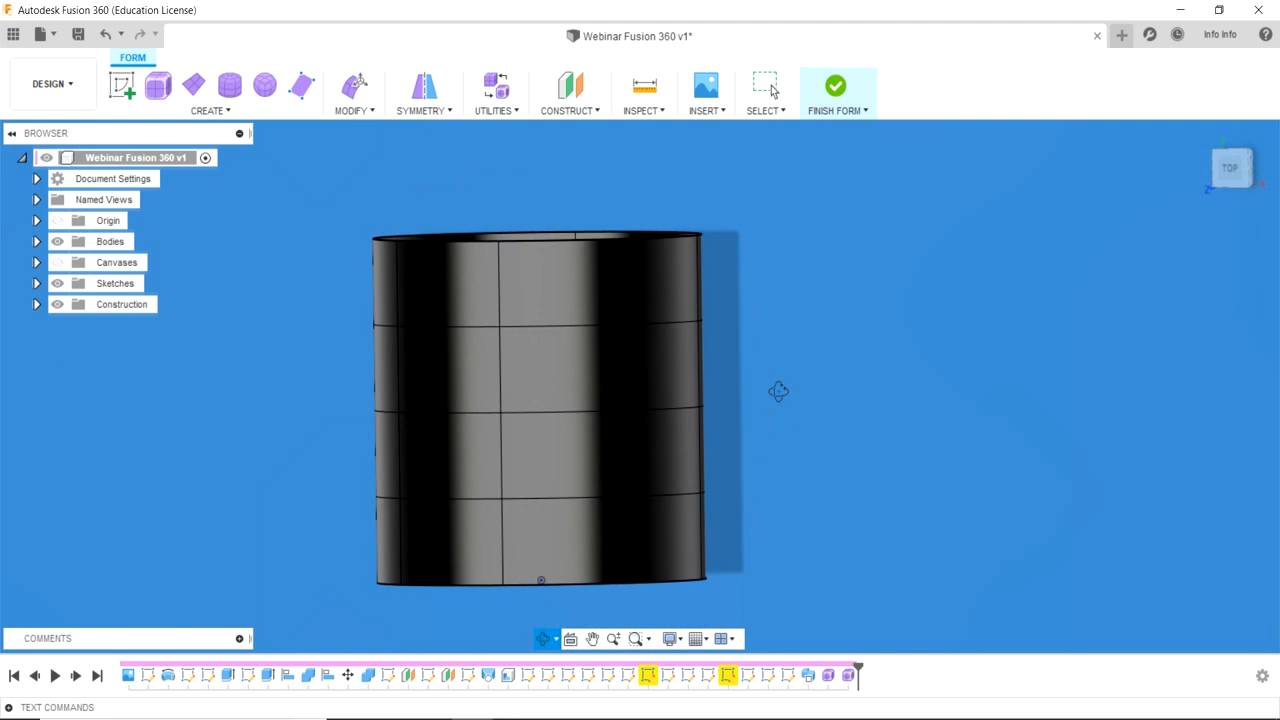 Autodesk Fusion 360 (Education License)
Webinar Fusion 360 v1*
Info Info
FORM
DESIGN
CREATE
MODIFY
SYMMETRY
UTILITIES
CONSTRUCT
INSPECT
INSERT
SELECT
FINISH FORM
BROWSER
Webinar Fusion 360 v1
Document Settings
Named Views
Origin
Bodies
Canvases
Sketches
Construction
TOP
Y
X
Z
COMMENTS
TEXT COMMANDS